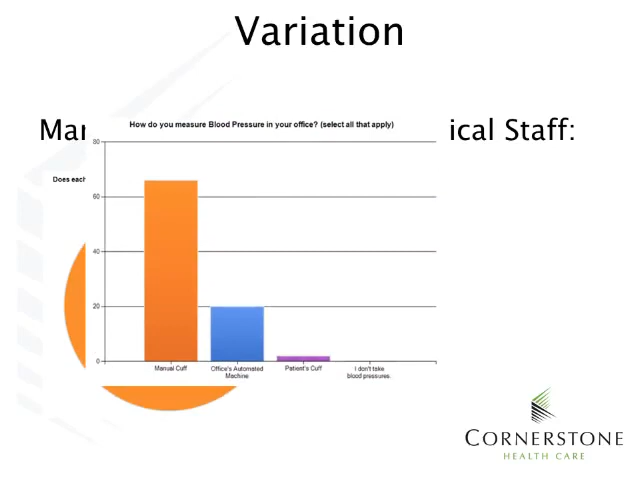 Variation
ical Staff:
How do you measure Blood Pressure in your office? (select all that apply)
80
Does each
60
40
20
0
Manual Cuff
Office's Automated
Machine
Patient's Cuff
I don't take
blood pressures.
CORNERSTONE
HEALTH CARE